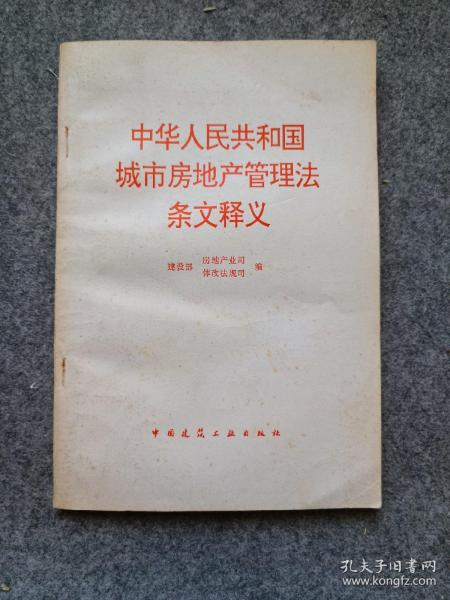 中华人民共和国
城市房地产管理法
条文释义
建设部 房地产业司 编
体改法规司
中国建筑工业出版社
孔夫子旧书网
www.kongfz.com